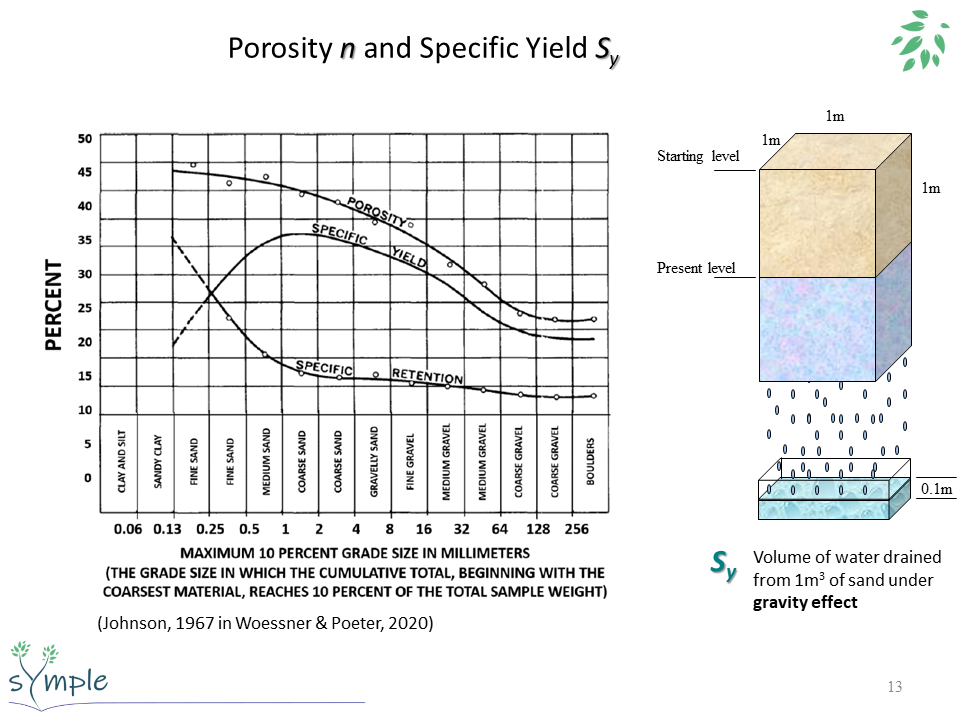 Porosity n and Specific Yield Sy
50
45
40
35
30
25
20
15
10
5
0
PERCENT
POROSITY
SPECIFIC YIELD
SPECIFIC RETENTION
CLAY AND SILT
SANDY CLAY
FINE SAND
FINE SAND
MEDIUM SAND
COARSE SAND
COARSE SAND
GRAVELLY SAND
FINE GRAVEL
MEDIUM GRAVEL
MEDIUM GRAVEL
COARSE GRAVEL
COARSE GRAVEL
BOULDERS
0.06 0.13 0.25 0.5 1 2 4 8 16 32 64 128 256
MAXIMUM 10 PERCENT GRADE SIZE IN MILLIMETERS
(THE GRADE SIZE IN WHICH THE CUMULATIVE TOTAL, BEGINNING WITH THE
COARSEST MATERIAL, REACHES 10 PERCENT OF THE TOTAL SAMPLE WEIGHT)
(Johnson, 1967 in Woessner & Poeter, 2020)
1m
1m
Starting level
1m
Present level
0.1m
Sy
Volume of water drained
from 1m³ of sand under
gravity effect
sYmple
13